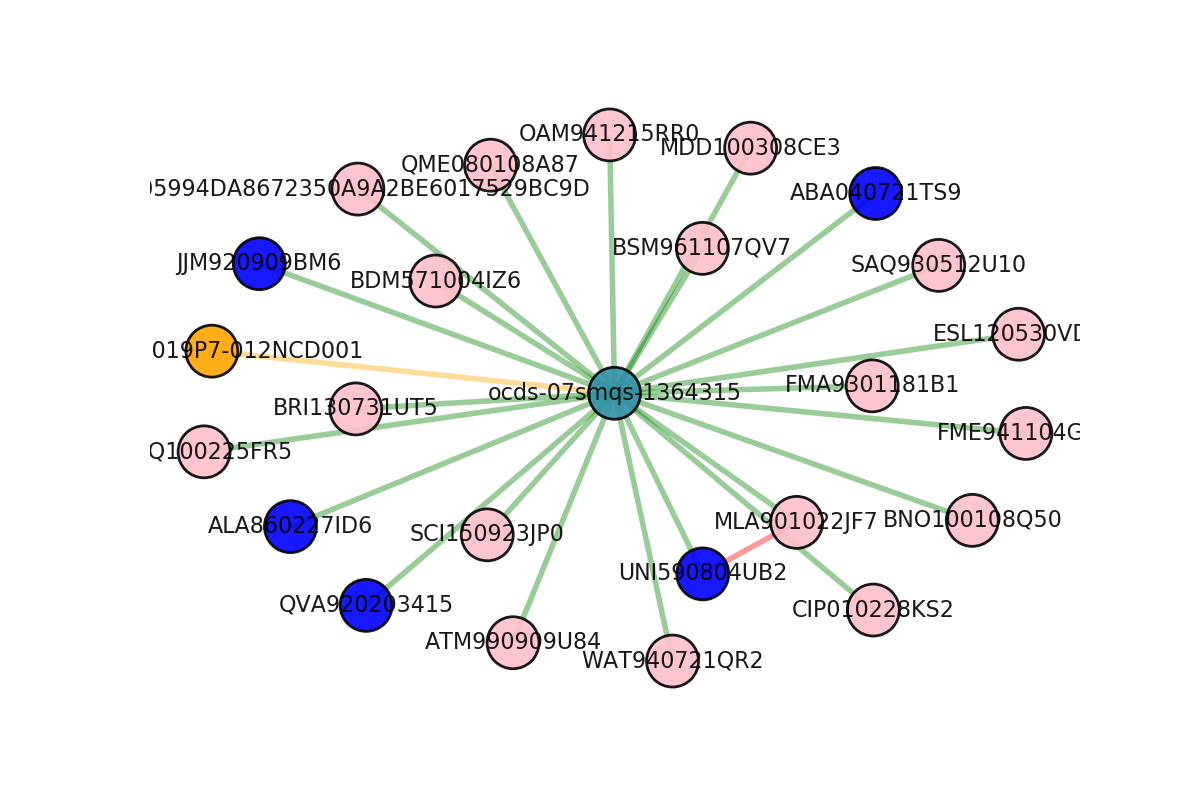 OAM941215RR0
MDD100308CE3
QME080108A87
05994DA8672350A9A2BE6017529BC9D
ABA040721TS9
BSM961107QV7
JJM920909BM6
SAQ930512U10
BDM571004IZ6
ESL120530VD
019P7-012NCD001
FMA9301181B1
ocds-07smqs-1364315
BRI130731UT5
FME941104G
Q100225FR5
BNO100108Q50
MLA901022JF7
ALA860227ID6
SCI150923JP0
UNI590804UB2
QVA920203415
CIP010228KS2
ATM990909U84
WAT940721QR2